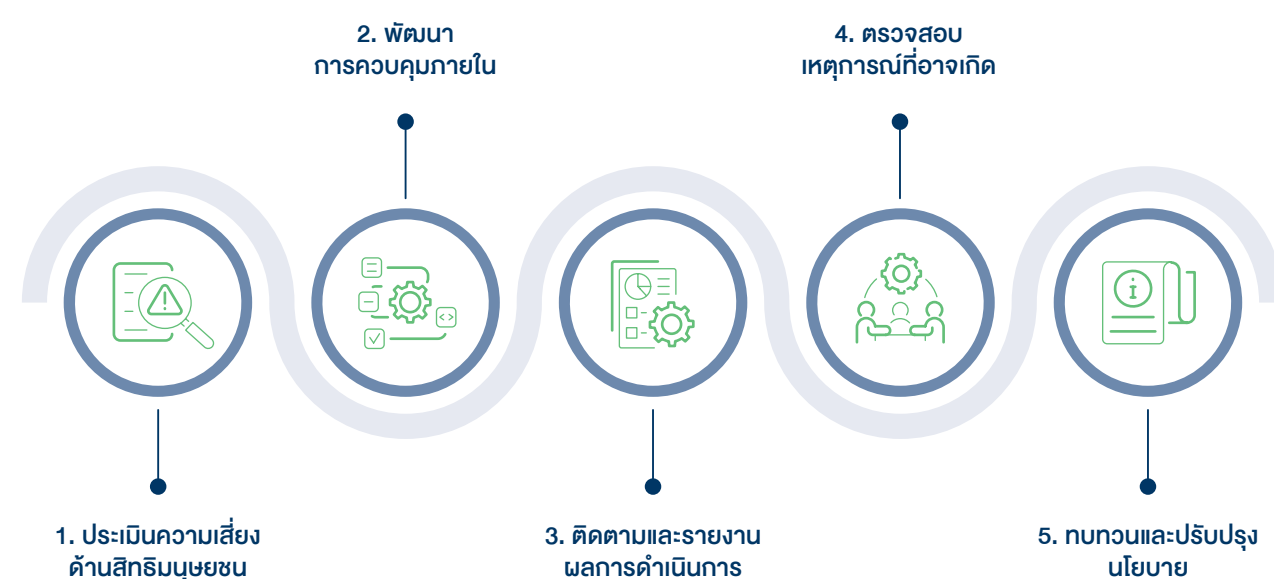 2. พัฒนา
การควบคุมภายใน
4. ตรวจสอบ
เหตุการณ์ที่อาจเกิด
1. ประเมินความเสี่ยง
ด้านสิทธิมนุษยชน
3. ติดตามและรายงาน
ผลการดำเนินการ
5. ทบทวนและปรับปรุง
นโยบาย